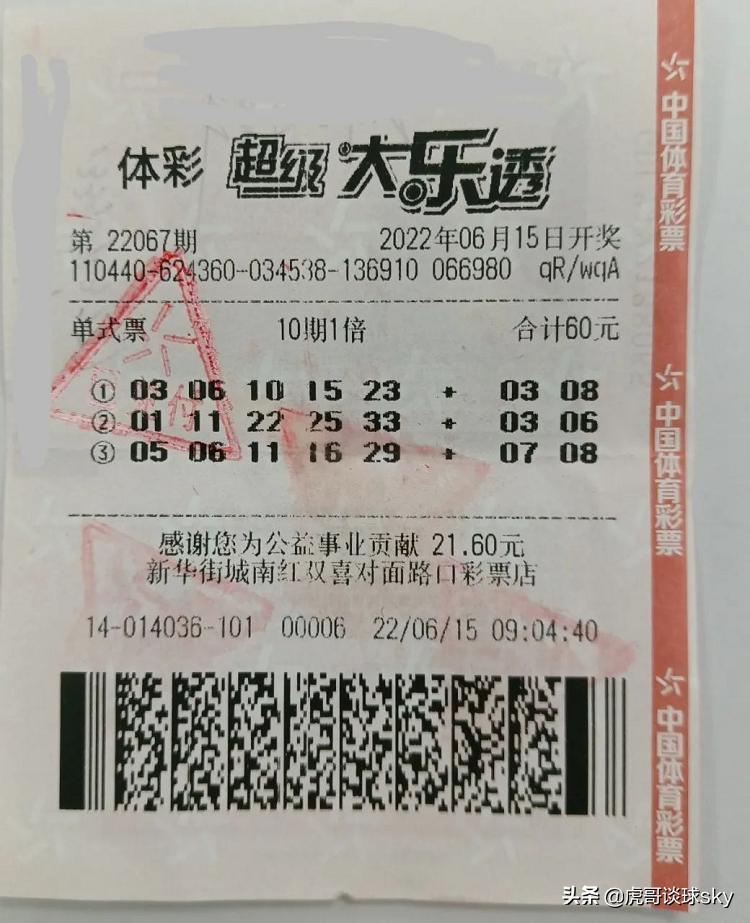 体彩 超级大乐透
第 22067期 2022年06月15日开奖
110440-624360-034538-136910 066980 qR/wqA
单式票 10期1倍 合计60元
① 03 06 10 15 23 + 03 08
② 01 11 22 25 33 + 03 06
③ 05 06 11 16 29 + 07 08
感谢您为公益事业贡献 21.60元
新华街城南红双喜对面路口彩票店
14-014036-101 00006 22/06/15 09:04:40
中国体育彩票
中国体育彩票
中国体育彩票
头条 @虎哥谈球sky